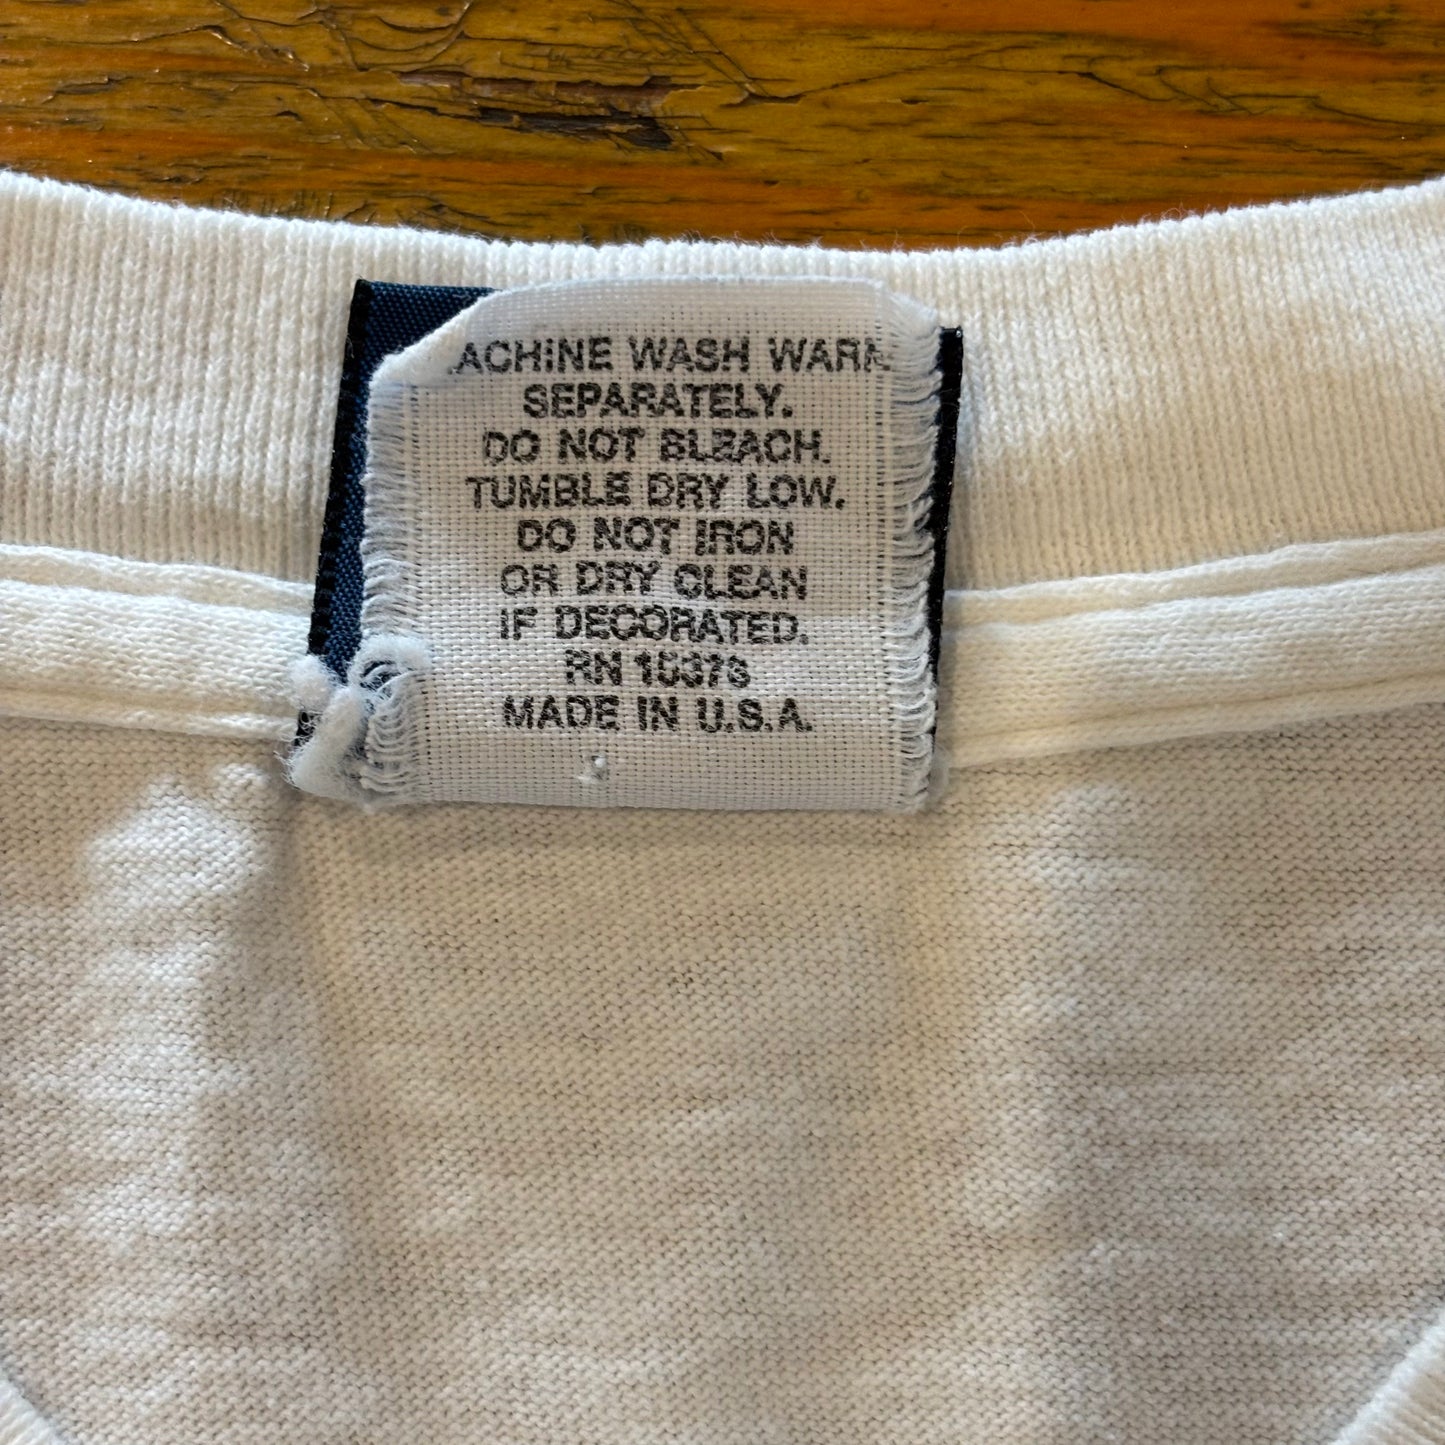 ACHINE WASH WARM
SEPARATELY.
DO NOT BLEACH.
TUMBLE DRY LOW.
DO NOT IRON
OR DRY CLEAN
IF DECORATED.
RN
MADE IN U.S.A.